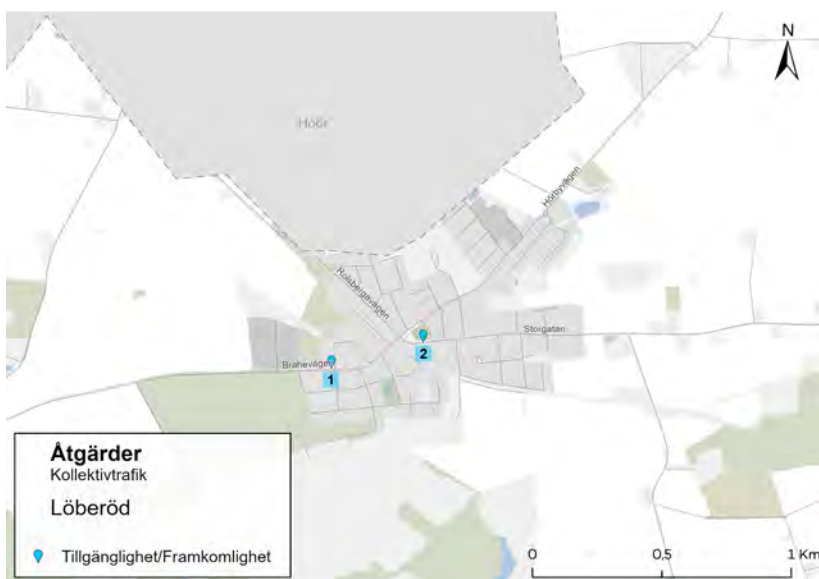 N
Höör
Hörbyvägen
Rolsbergavägen
Storgatan
2
Brahevägen
1
Åtgärder
Kollektivtrafik
Löberöd
Tillgänglighet/Framkomlighet
0 0,5 1 Km